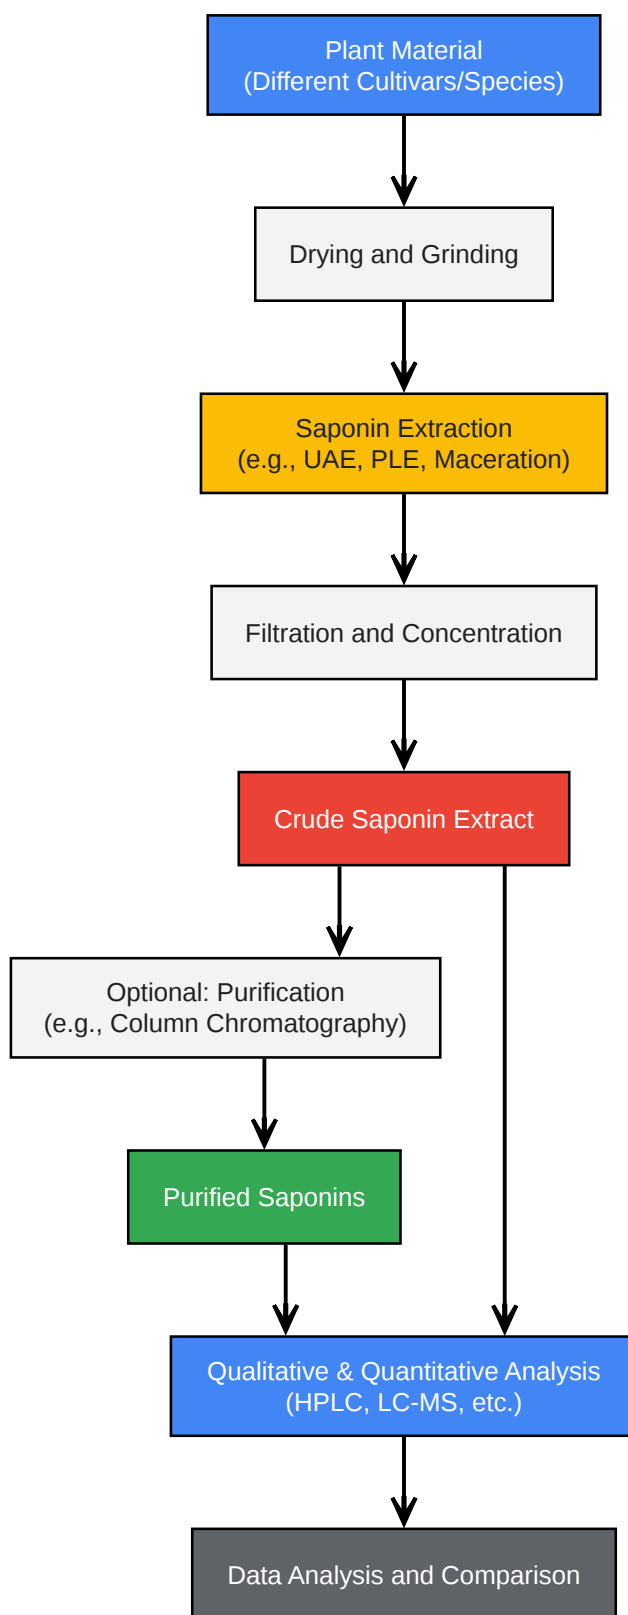 Plant Material
(Different Cultivars/Species)
Drying and Grinding
Saponin Extraction
(e.g., UAE, PLE, Maceration)
Filtration and Concentration
Crude Saponin Extract
Optional: Purification
(e.g., Column Chromatography)
Purified Saponins
Qualitative & Quantitative Analysis
(HPLC, LC-MS, etc.)
Data Analysis and Comparison